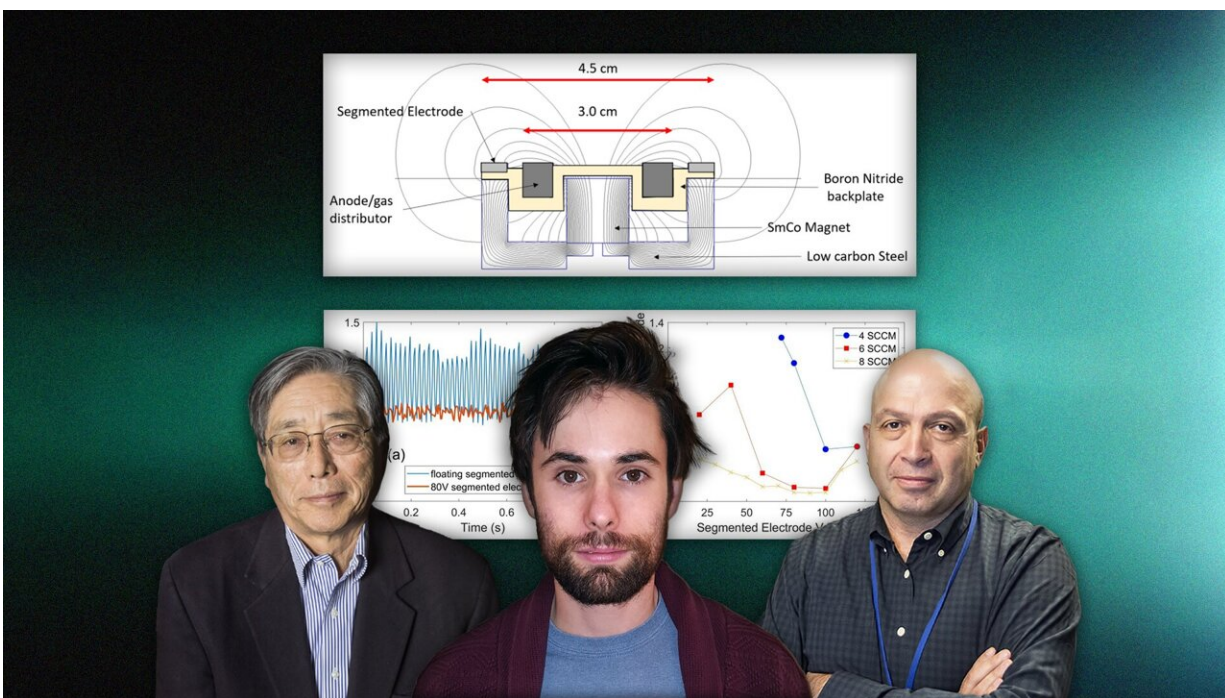 4.5 cm
Segmented Electrode
3.0 cm
Anode/gas
distributor
Boron Nitride
backplate
SmCo Magnet
Low carbon Steel
1.5
(a)
floating segmented
80V segmented
0.2 0.4 0.6
Time (s)
1.4
4 SCCM
6 SCCM
8 SCCM
25 50 75 100
Segmented Electrode V